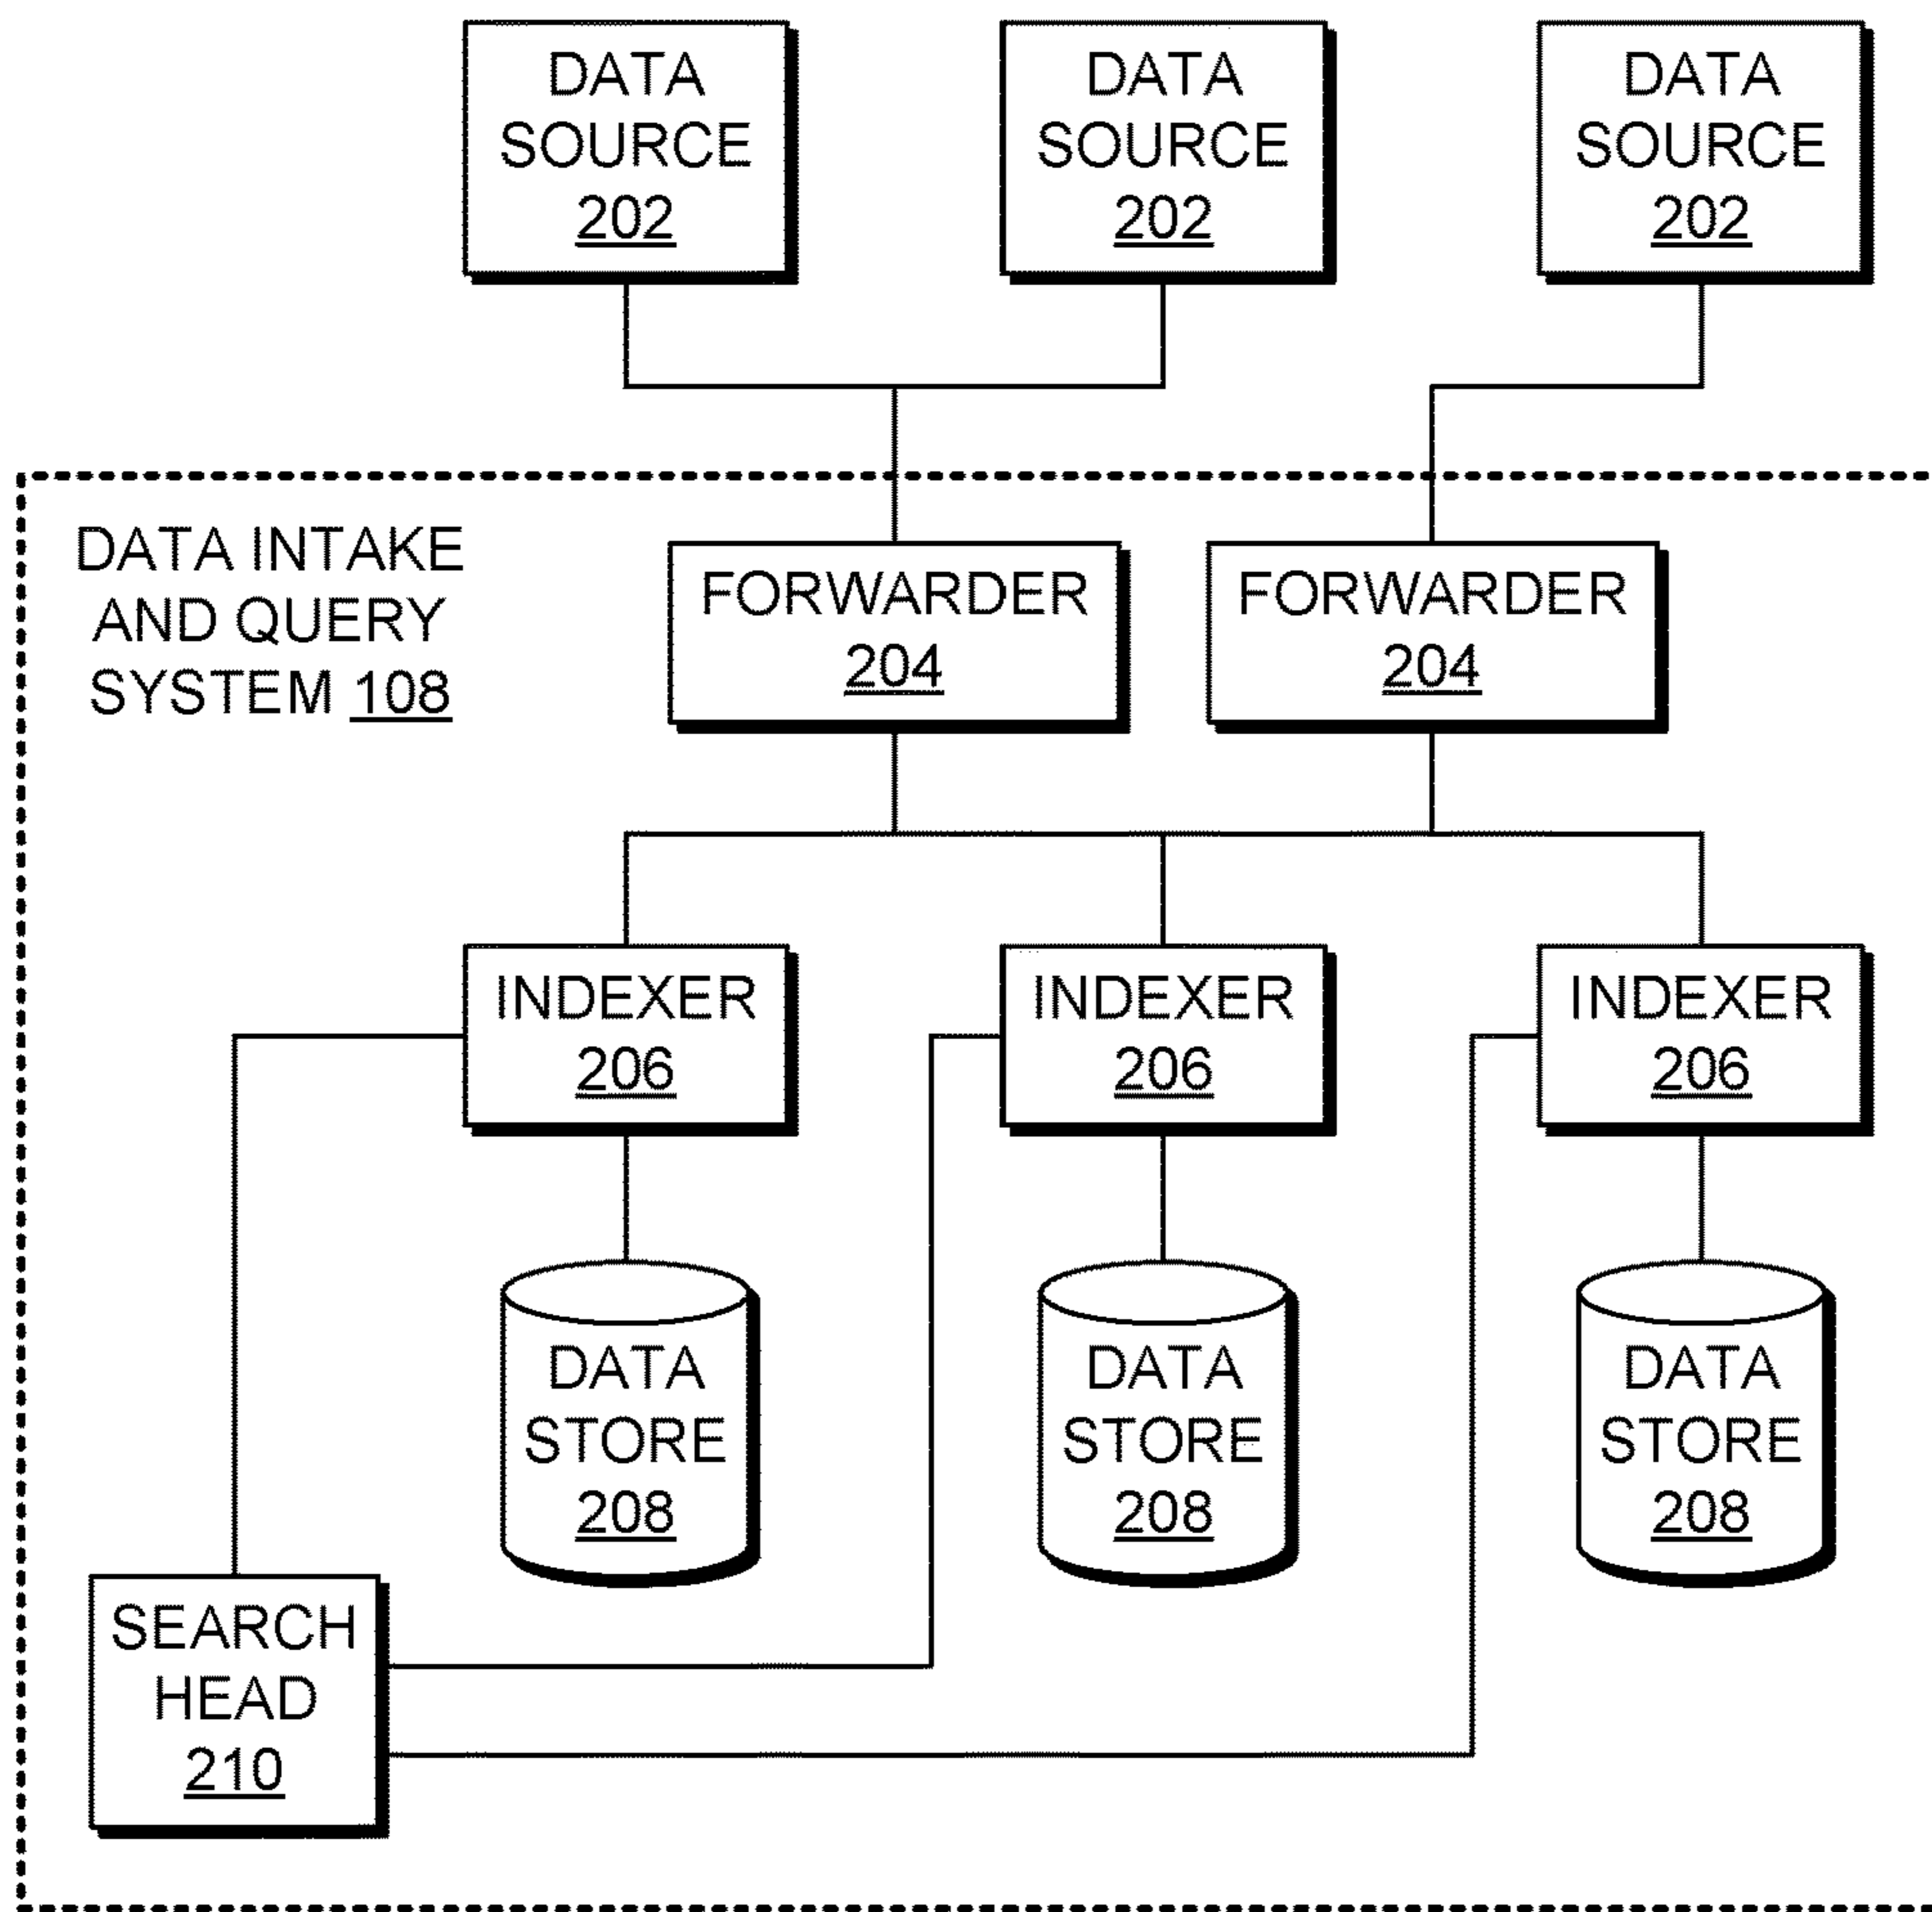 DATA
SOURCE
202
DATA
SOURCE
202
DATA
SOURCE
202
DATA INTAKE
AND QUERY
SYSTEM 108
FORWARDER
204
FORWARDER
204
INDEXER
206
INDEXER
206
INDEXER
206
DATA
STORE
208
DATA
STORE
208
DATA
STORE
208
SEARCH
HEAD
210